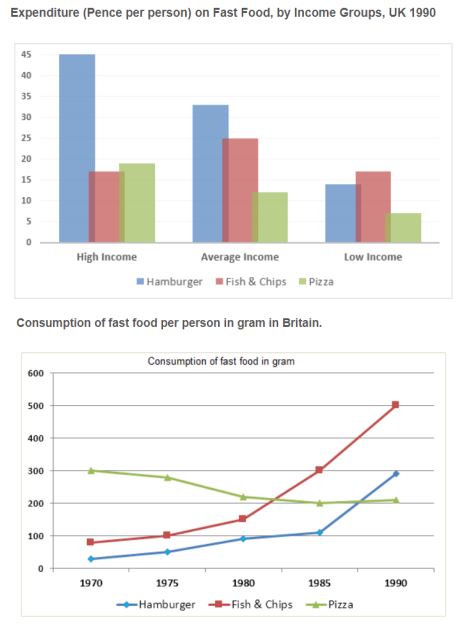 Expenditure (Pence per person) on Fast Food, by Income Groups, UK 1990
45
40
35
30
25
20
15
10
5
0
High Income Average Income Low Income
Hamburger Fish & Chips Pizza
Consumption of fast food per person in gram in Britain.
Consumption of fast food in gram
600
500
400
300
200
100
0
1970 1975 1980 1985 1990
Hamburger Fish & Chips Pizza